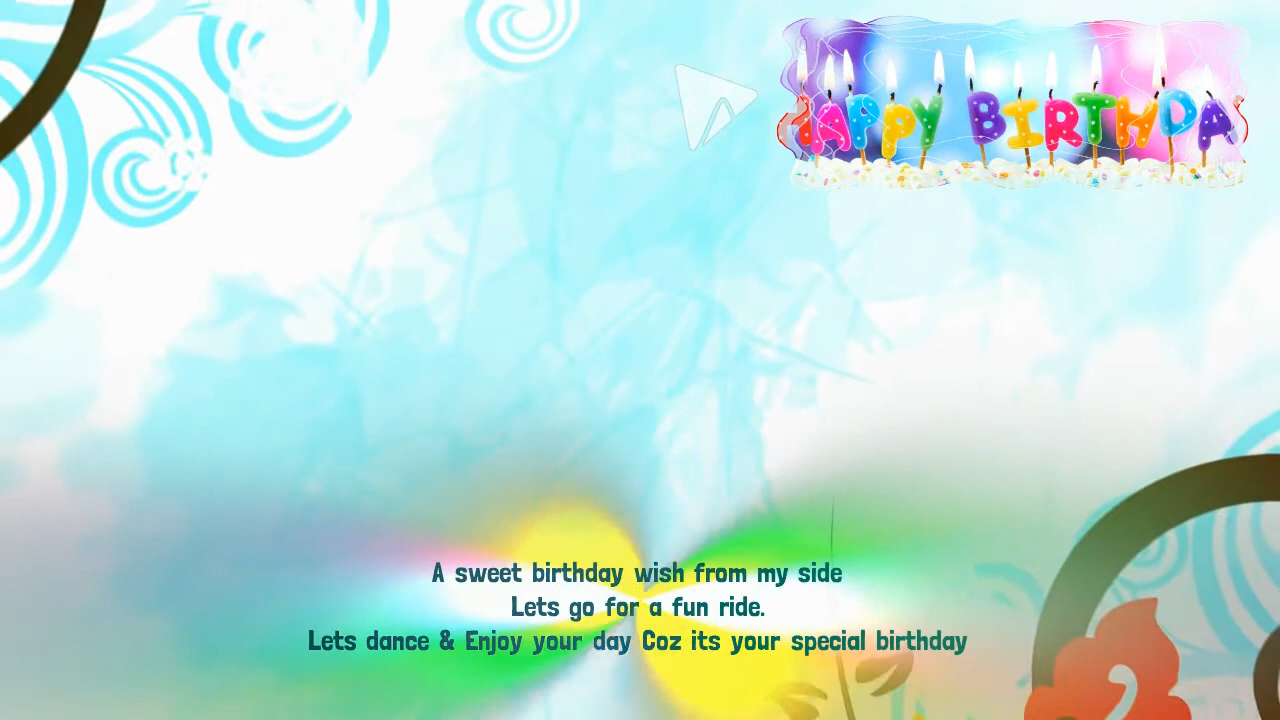 HAPPY BIRTHDA
A sweet birthday wish from my side
Lets go for a fun ride.
Lets dance & Enjoy your day Coz its your special birthday